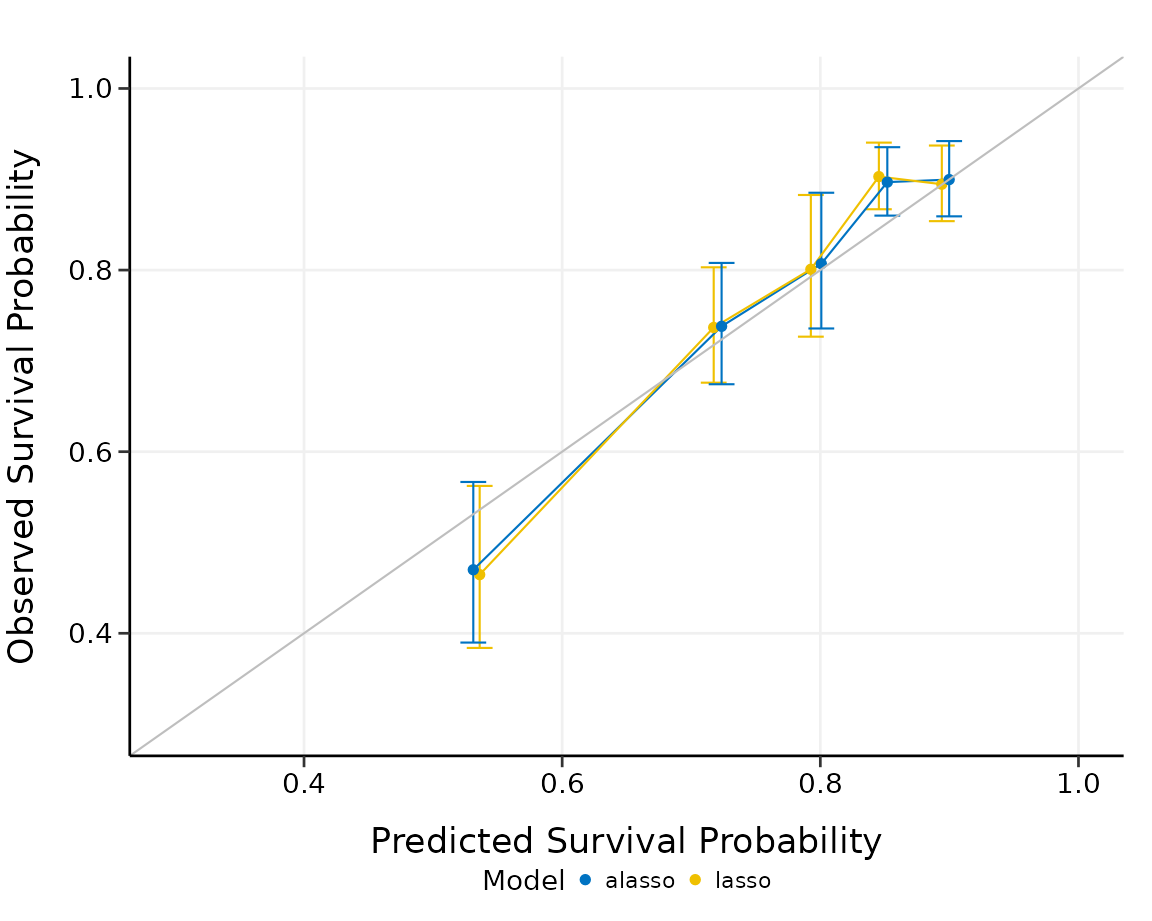 Observed Survival Probability
1.0
0.8
0.6
0.4
0.4 0.6 0.8 1.0
Predicted Survival Probability
Model alasso lasso